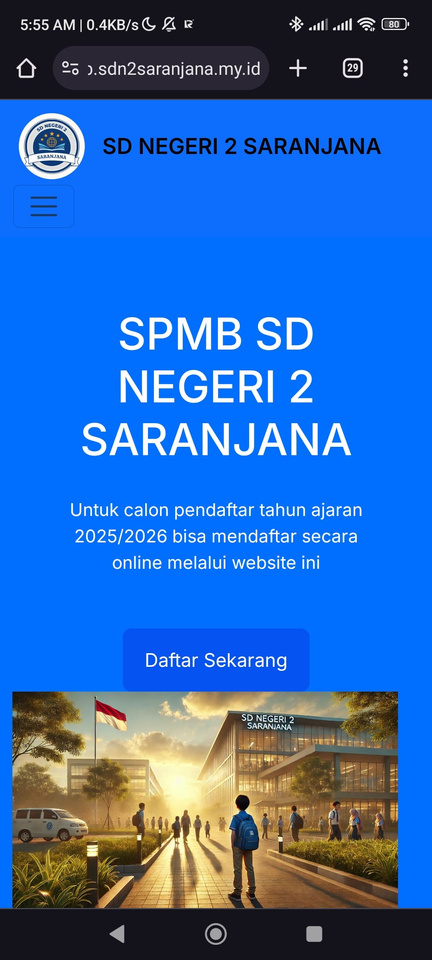 5:55 AM | 0.4KB/s
80
o.sdn2saranjana.my.id
29
SD NEGERI 2
SARANJANA
SD NEGERI 2 SARANJANA
SPMB SD
NEGERI 2
SARANJANA
Untuk calon pendaftar tahun ajaran
2025/2026 bisa mendaftar secara
online melalui website ini
Daftar Sekarang
SD NEGERI 2
SARANJANA